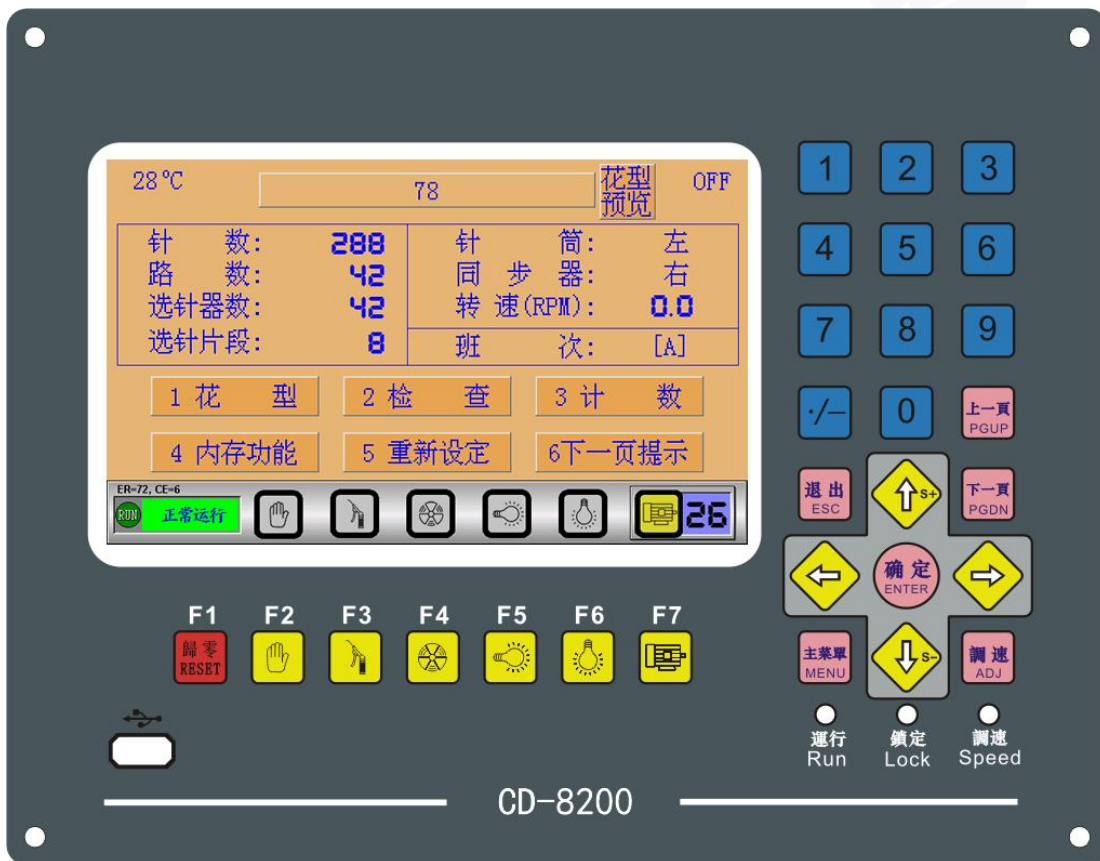 28℃ 78 花型预览 OFF
针 数: 288 针 筒: 左
路 数: 42 同 步 器: 右
选针器数: 42 转 速(RPM): 0.0
选针片段: 8 班 次: [A]
1 花 型 2 检 查 3 计 数
4 内存功能 5 重新设定 6下一页提示
ER=72, CE=6
RUN 正常运行 26
F1 F2 F3 F4 F5 F6 F7
歸零
RESET
1 2 3
4 5 6
7 8 9
·/— 0 上一頁
PGUP
退出
ESC
S+
下一頁
PGDN
确定
ENTER
主菜單
MENU
S-
調速
ADJ
運行 鎖定 調速
Run Lock Speed
CD-8200